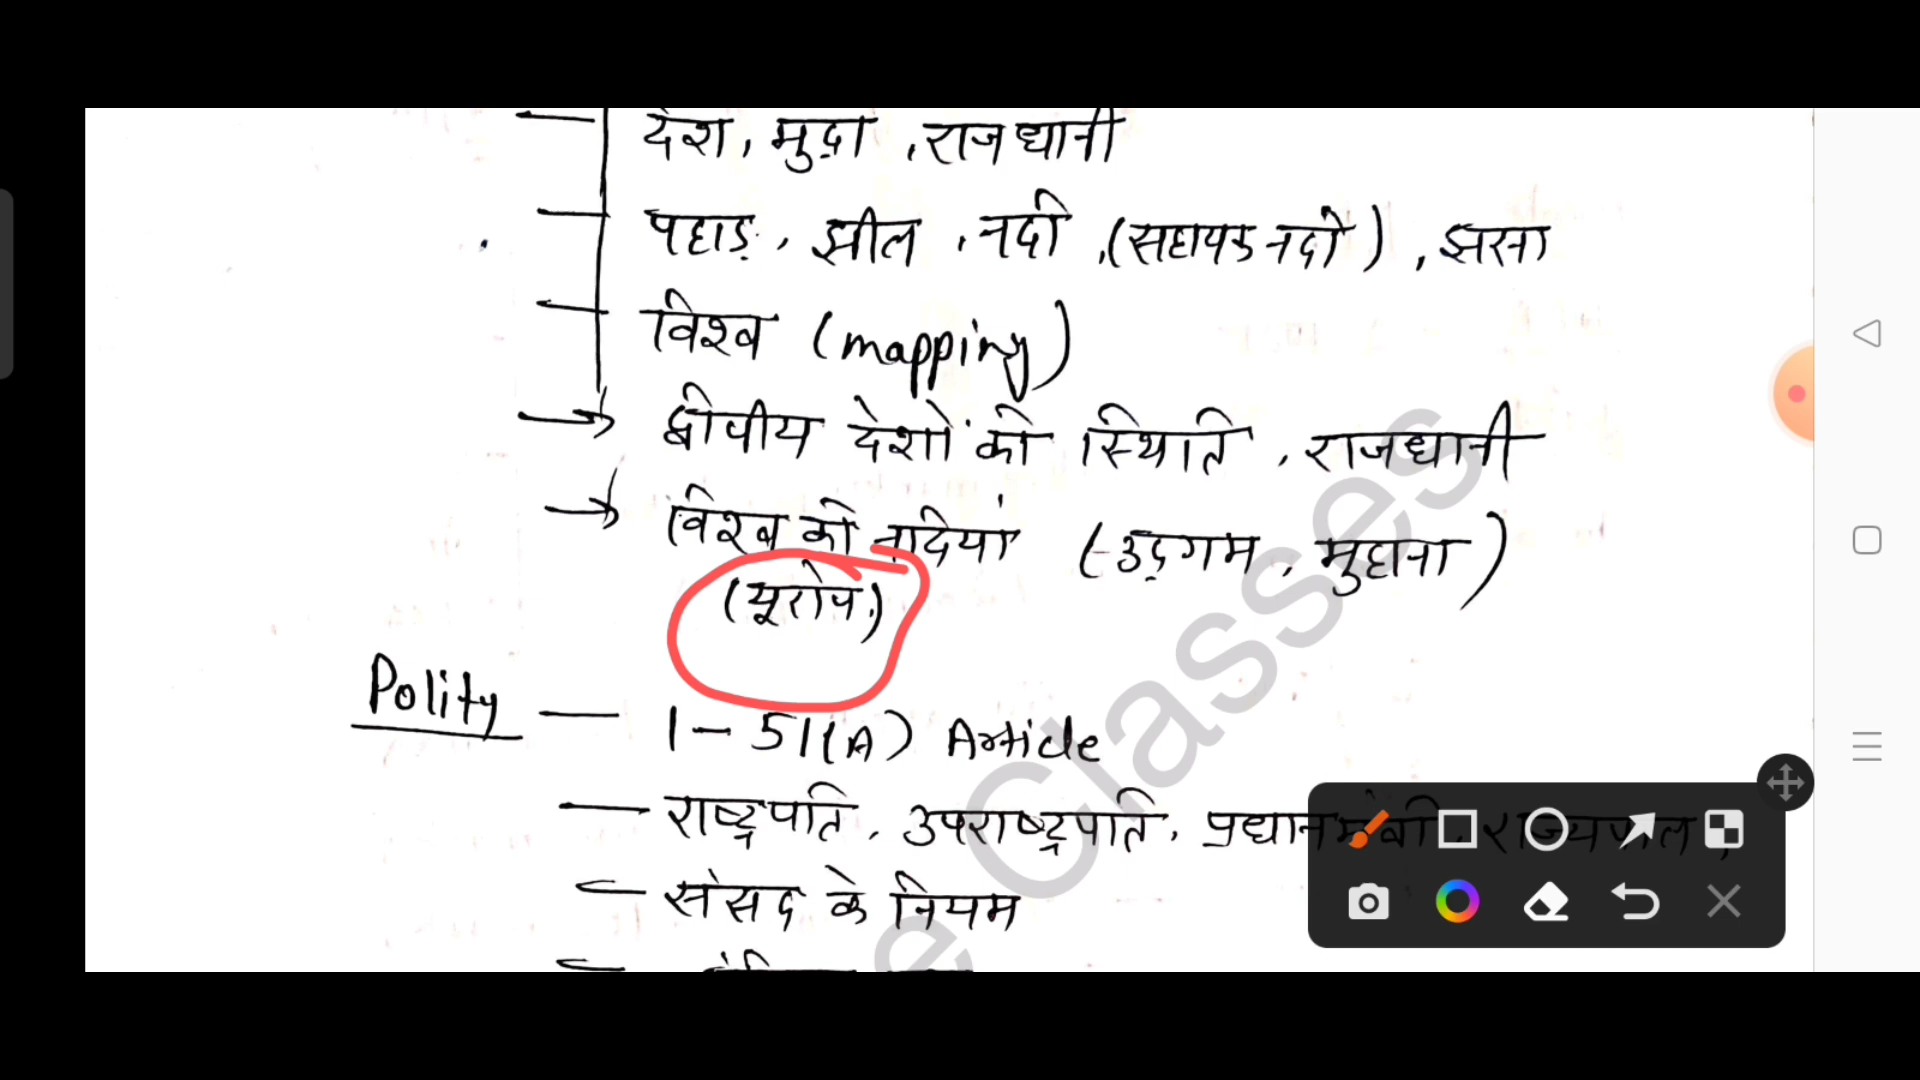 देश, मुद्रा, राजधानी
पहाड़, झील, नदी, (सहायक नदी), झरना
विश्व (mapping)
→ द्वीपीय देशों की स्थिति, राजधानी
→ विश्व की नदियां (उद्गम, मुहाना)
(यूरोप)
Polity — 1-51(A) Article
— राष्ट्रपति, उपराष्ट्रपति, प्रधानमंत्री, राज्यपाल,
— संसद के नियम
e Classes